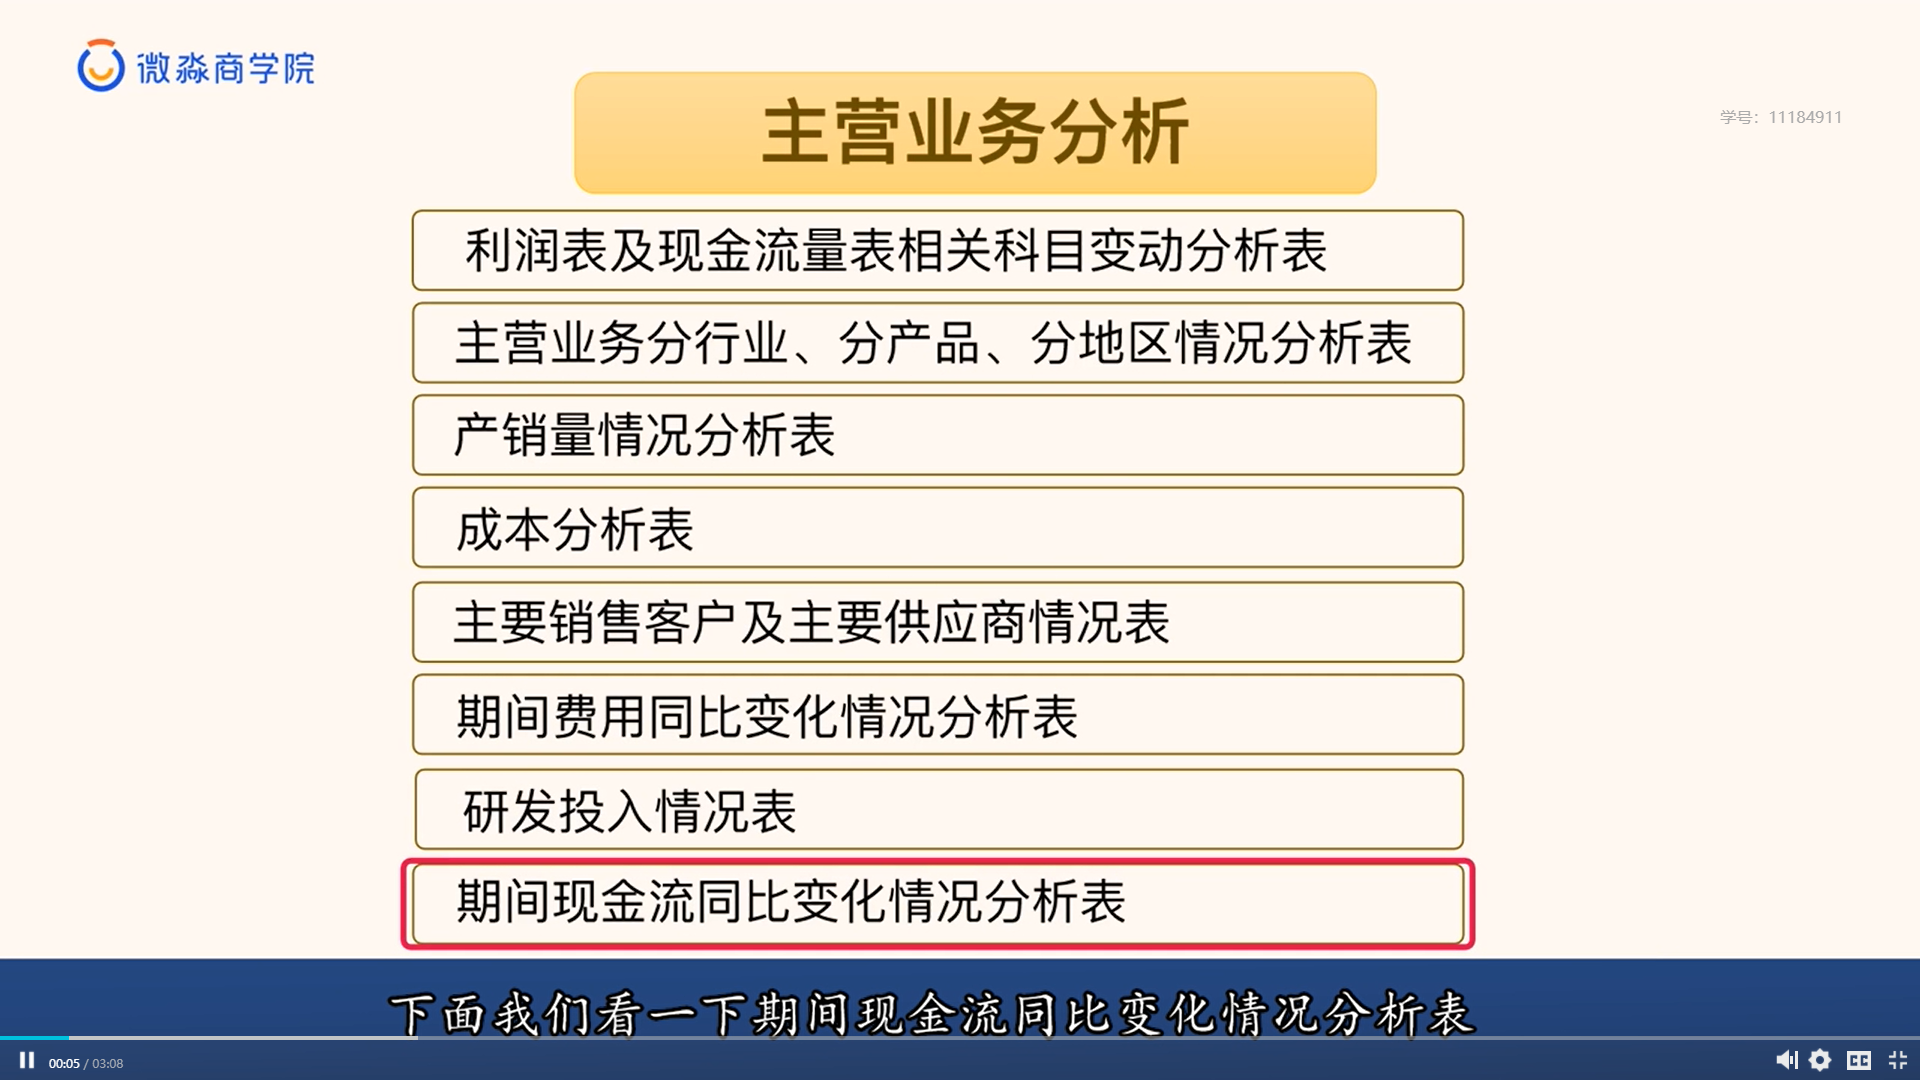 微淼商学院
主营业务分析
学号：11184911
利润表及现金流量表相关科目变动分析表
主营业务分行业、分产品、分地区情况分析表
产销量情况分析表
成本分析表
主要销售客户及主要供应商情况表
期间费用同比变化情况分析表
研发投入情况表
期间现金流同比变化情况分析表
下面我们看一下期间现金流同比变化情况分析表
00:05 / 03:08
CC